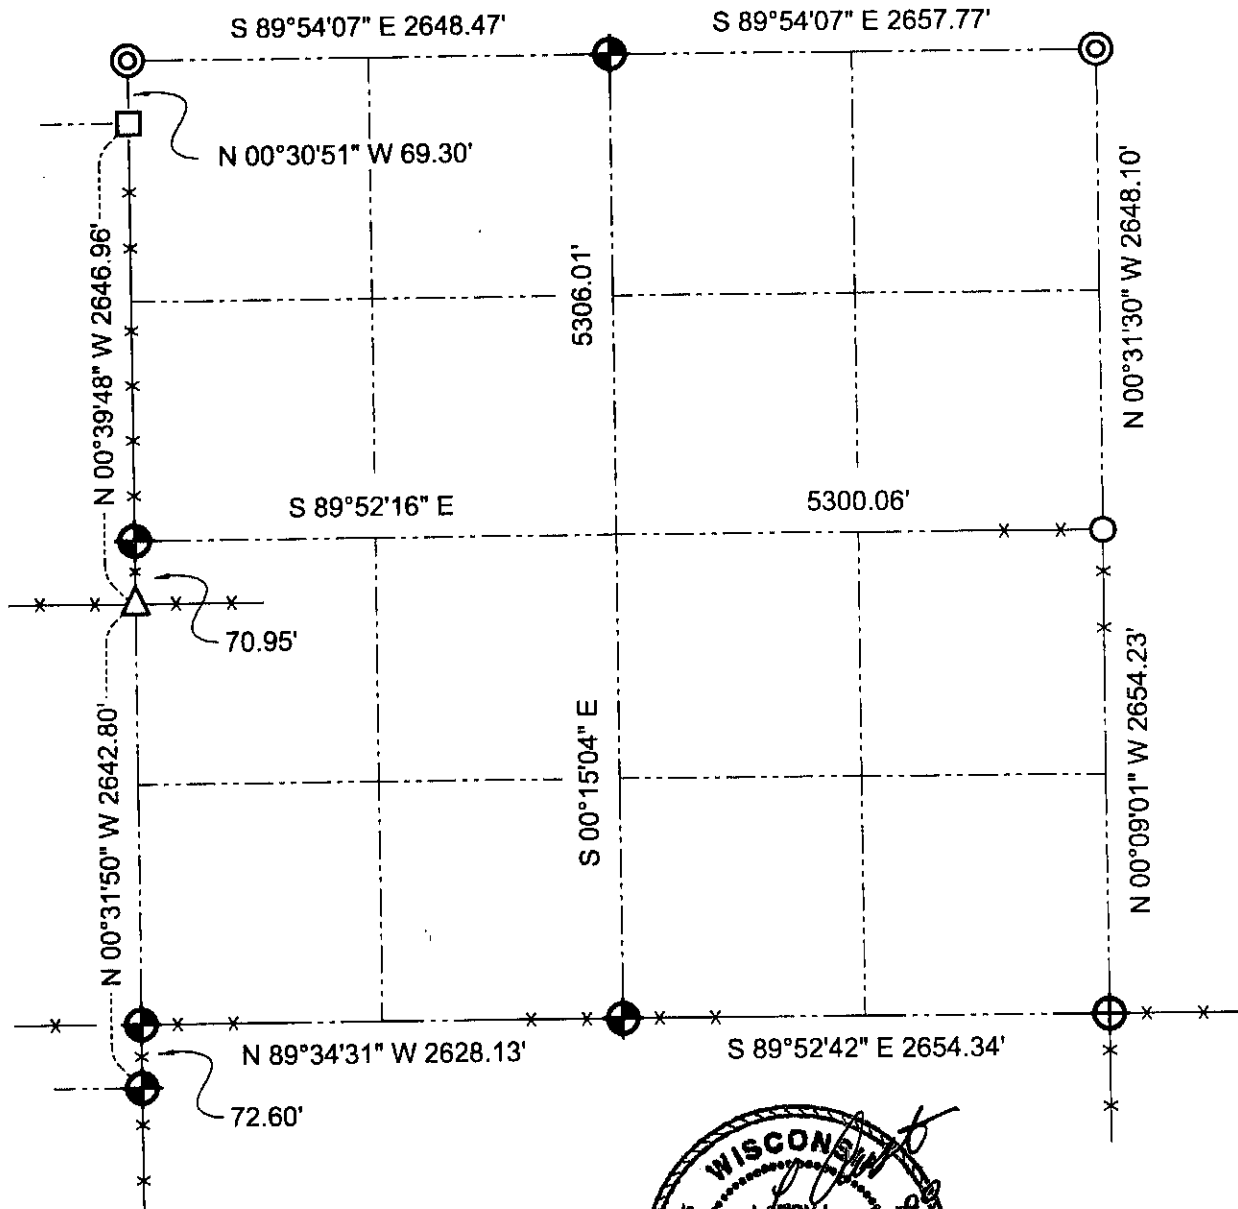 S 89°54'07" E 2648.47'
S 89°54'07" E 2657.77'
N 00°30'51" W 69.30'
N 00°39'48" W 2646.96'
5306.01'
N 00°31'30" W 2648.10'
S 89°52'16" E
5300.06'
70.95'
N 00°31'50" W 2642.80'
S 00°15'04" E
N 00°09'01" W 2654.23'
N 89°34'31" W 2628.13'
S 89°52'42" E 2654.34'
72.60'
WISCONSIN